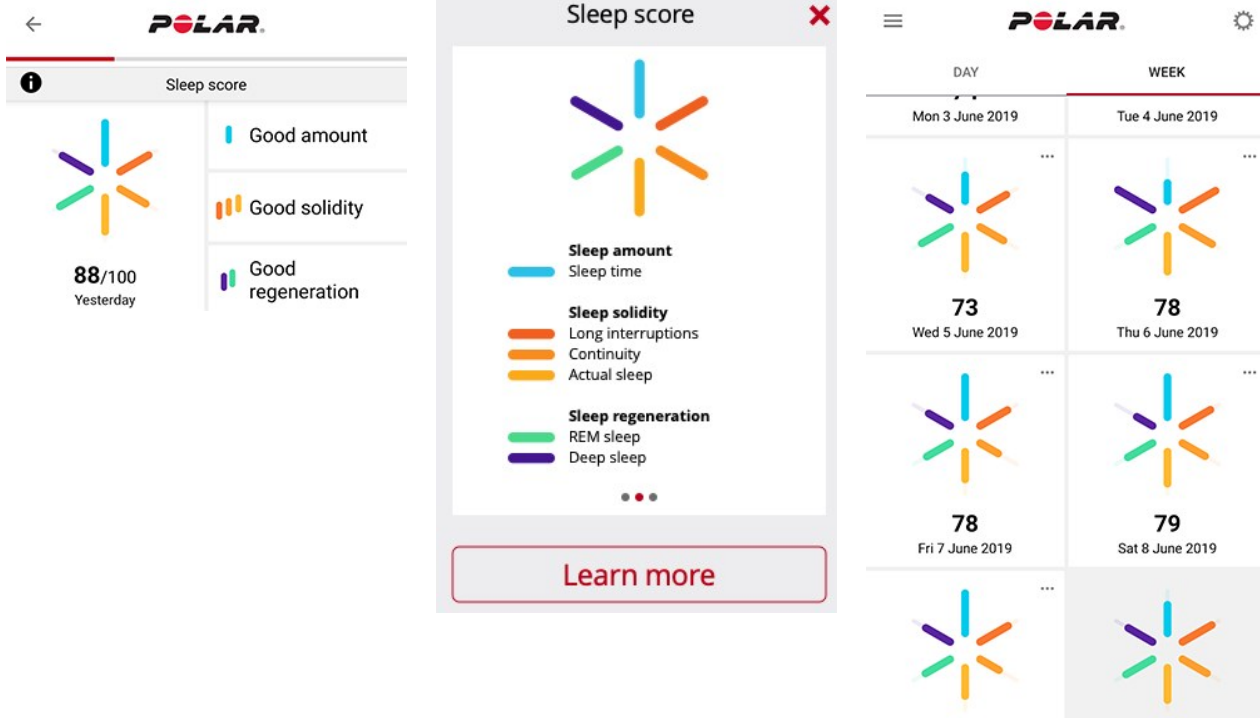 POLAR.
Sleep score
Good amount
Good solidity
Good
regeneration
88/100
Yesterday
Sleep score
Sleep amount
Sleep time
Sleep solidity
Long interruptions
Continuity
Actual sleep
Sleep regeneration
REM sleep
Deep sleep
Learn more
POLAR.
DAY WEEK
Mon 3 June 2019 Tue 4 June 2019
73 78
Wed 5 June 2019 Thu 6 June 2019
78 79
Fri 7 June 2019 Sat 8 June 2019